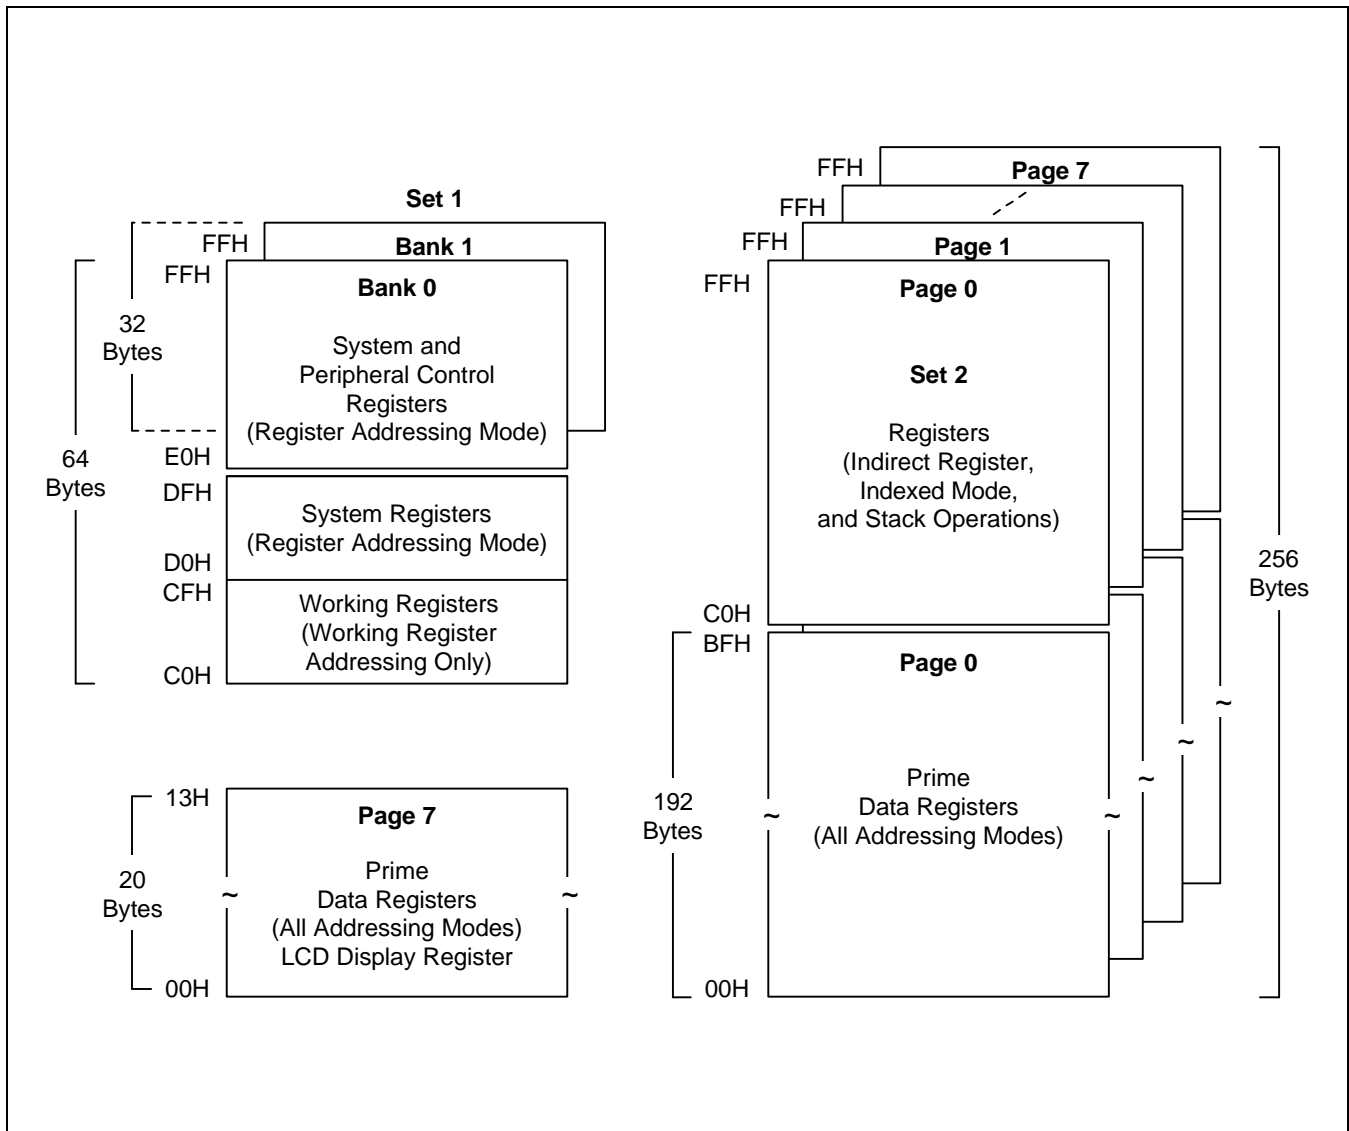 Set 1
FFH
Bank 1
FFH
Bank 0
32
Bytes
System and
Peripheral Control
Registers
(Register Addressing Mode)
E0H
64
Bytes
DFH
System Registers
(Register Addressing Mode)
D0H
CFH
Working Registers
(Working Register
Addressing Only)
C0H
13H
Page 7
20
Bytes
~
~
Prime
Data Registers
(All Addressing Modes)
LCD Display Register
00H
FFH
Page 7
FFH
FFH
Page 1
FFH
Page 0
Set 2
Registers
(Indirect Register,
Indexed Mode,
and Stack Operations)
256
Bytes
C0H
BFH
Page 0
~
~
~
192
Bytes
~
~
Prime
Data Registers
(All Addressing Modes)
00H